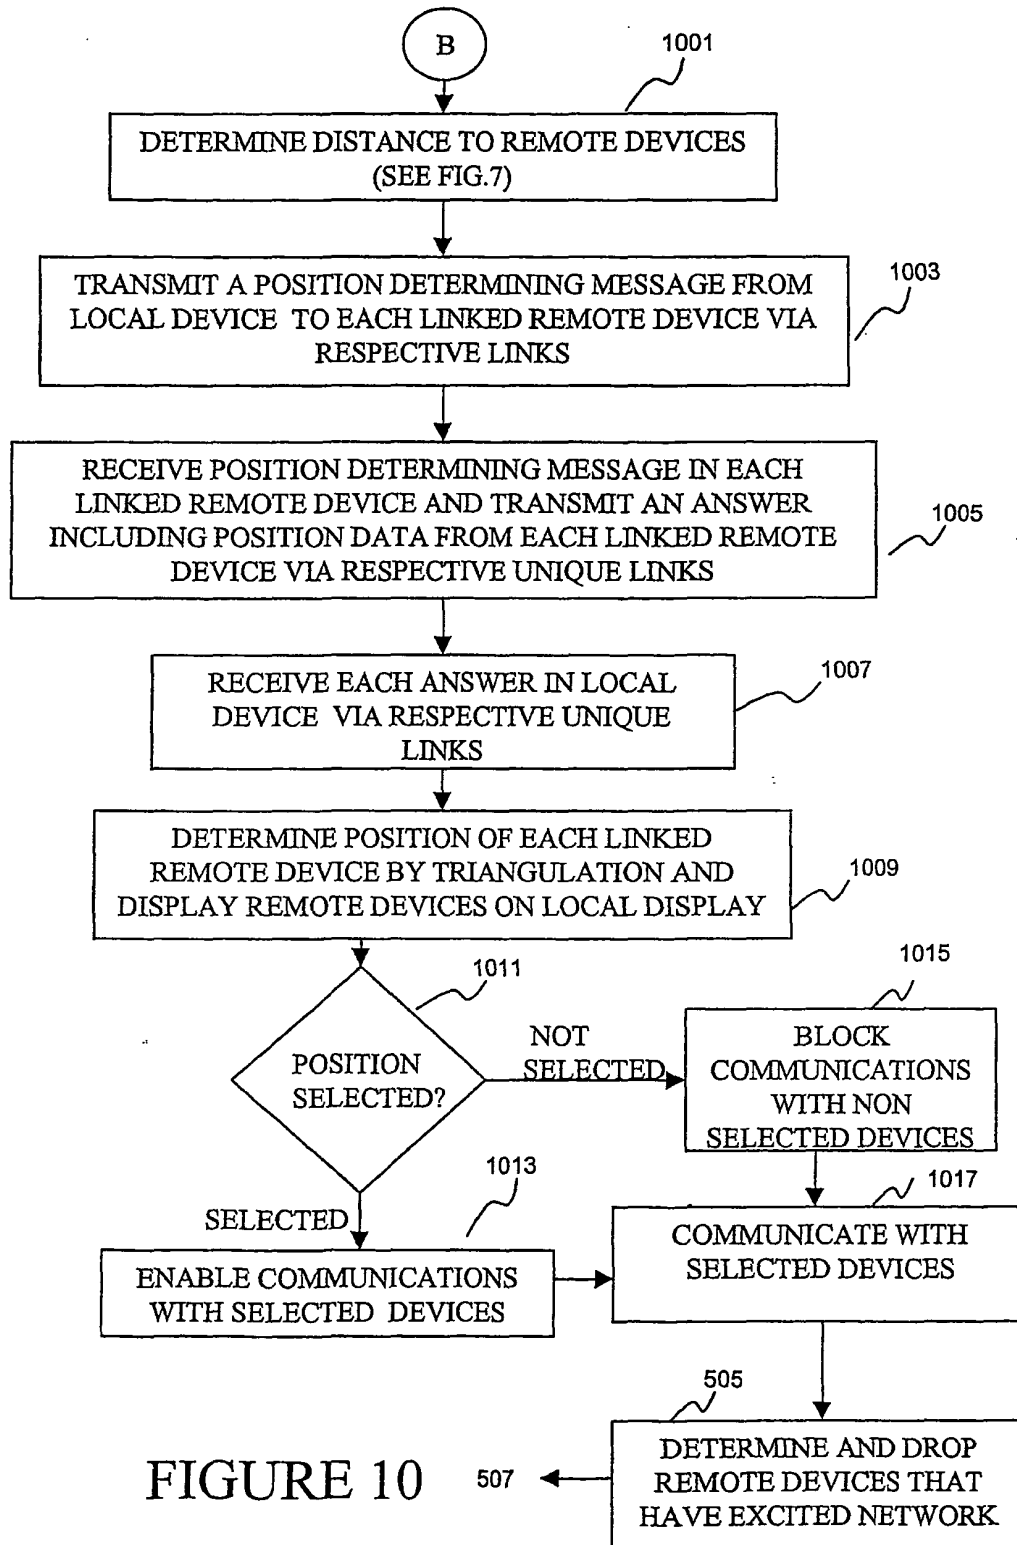 B
1001
DETERMINE DISTANCE TO REMOTE DEVICES
(SEE FIG.7)
1003
TRANSMIT A POSITION DETERMINING MESSAGE FROM
LOCAL DEVICE TO EACH LINKED REMOTE DEVICE VIA
RESPECTIVE LINKS
1005
RECEIVE POSITION DETERMINING MESSAGE IN EACH
LINKED REMOTE DEVICE AND TRANSMIT AN ANSWER
INCLUDING POSITION DATA FROM EACH LINKED REMOTE
DEVICE VIA RESPECTIVE UNIQUE LINKS
1007
RECEIVE EACH ANSWER IN LOCAL
DEVICE VIA RESPECTIVE UNIQUE
LINKS
1009
DETERMINE POSITION OF EACH LINKED
REMOTE DEVICE BY TRIANGULATION AND
DISPLAY REMOTE DEVICES ON LOCAL DISPLAY
1011
POSITION
SELECTED?
NOT
SELECTED
1015
BLOCK
COMMUNICATIONS
WITH NON
SELECTED DEVICES
SELECTED
1013
ENABLE COMMUNICATIONS
WITH SELECTED DEVICES
1017
COMMUNICATE WITH
SELECTED DEVICES
505
DETERMINE AND DROP
REMOTE DEVICES THAT
HAVE EXCITED NETWORK
507
FIGURE 10